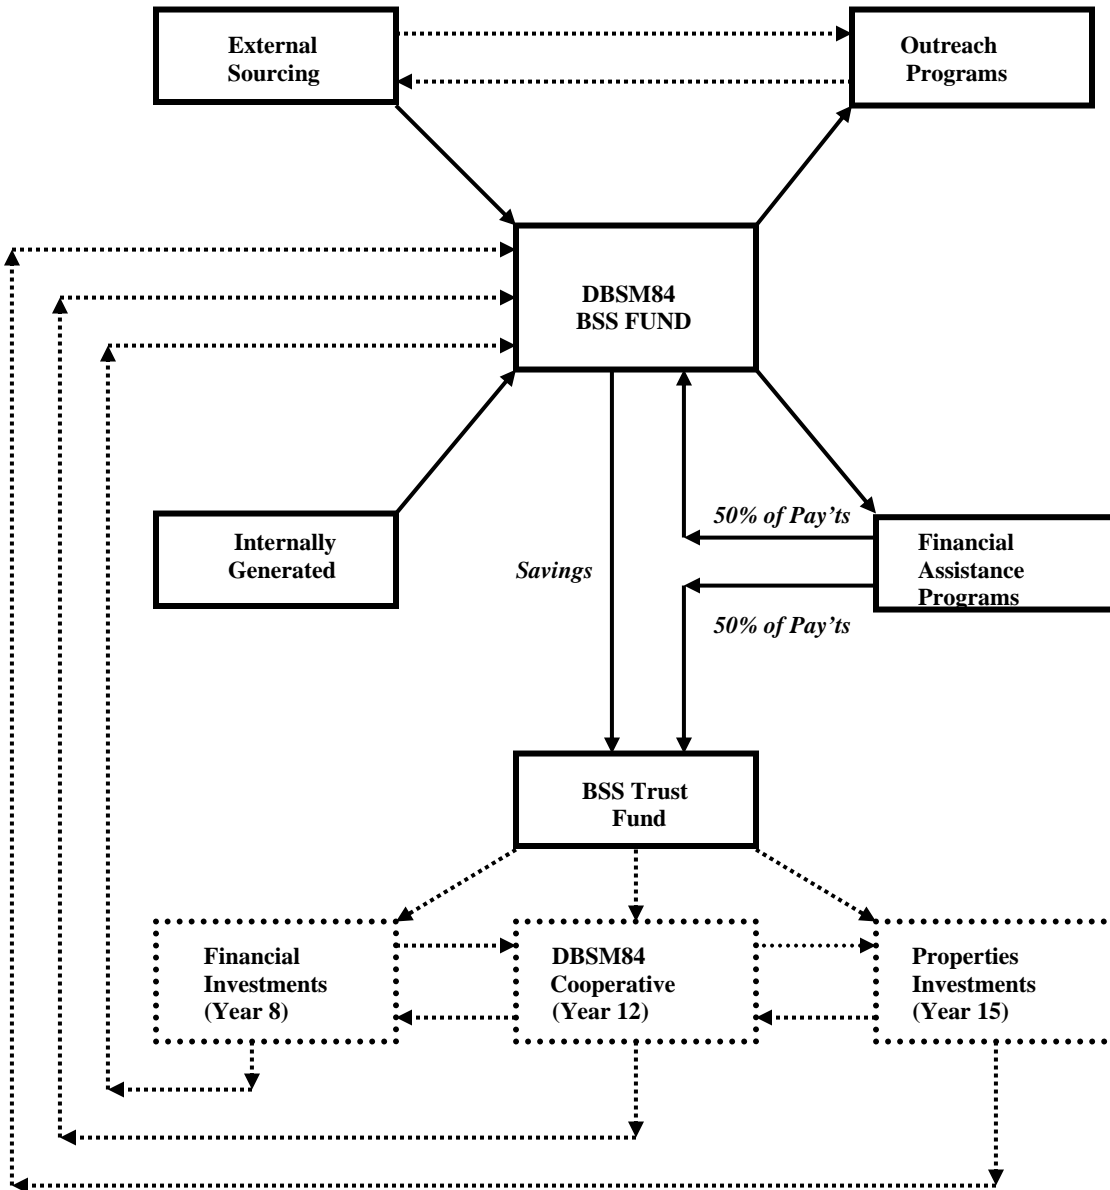 External
Sourcing
Outreach
Programs
DBSM84
BSS FUND
Internally
Generated
Savings
50% of Pay'ts
50% of Pay'ts
Financial
Assistance
Programs
BSS Trust
Fund
Financial
Investments
(Year 8)
DBSM84
Cooperative
(Year 12)
Properties
Investments
(Year 15)